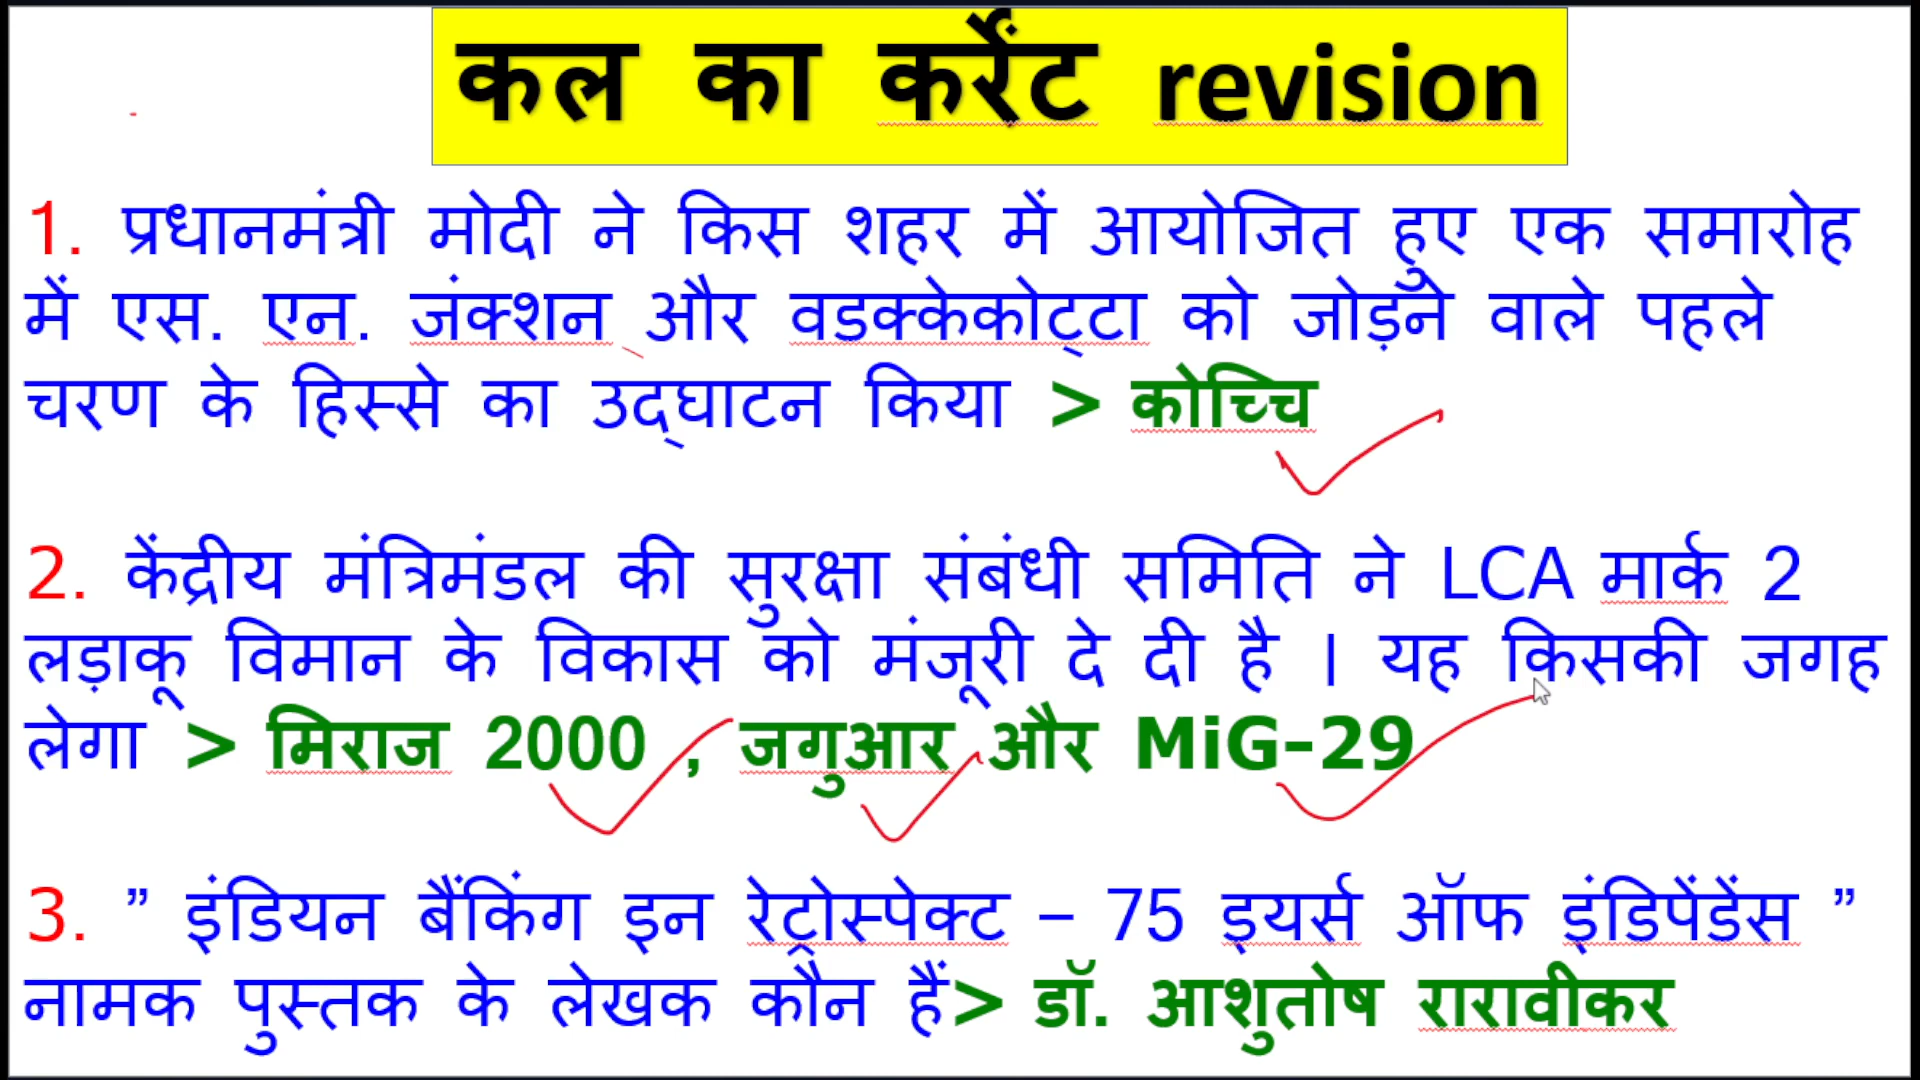 कल का कर्रेंट revision
1. प्रधानमंत्री मोदी ने किस शहर में आयोजित हुए एक समारोह
में एस. एन. जंक्शन और वडक्केकोट्टा को जोड़ने वाले पहले
चरण के हिस्से का उद्घाटन किया > कोच्चि
2. केंद्रीय मंत्रिमंडल की सुरक्षा संबंधी समिति ने LCA मार्क 2
लड़ाकू विमान के विकास को मंजूरी दे दी है । यह किसकी जगह
लेगा > मिराज 2000 , जगुआर और MiG-29
3. ” इंडियन बैंकिंग इन रेट्रोस्पेक्ट – 75 इ्यर्स ऑफ इंडिपेंडेंस ”
नामक पुस्तक के लेखक कौन हैं> डॉ. आशुतोष रारावीकर